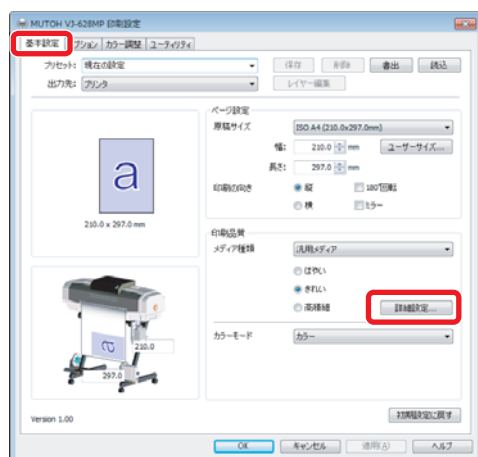 MUTOH VJ-628MP 印刷設定
基本設定 プション カラー調整 ユーティリティ
プリセット: 現在の設定 保存 削除 書出 読込
出力先: プリンタ レイヤー編集
ページ設定
原稿サイズ ISO A4 (210.0x297.0mm)
幅: 210.0 mm ユーザーサイズ...
長さ: 297.0 mm
印刷の向き 縦 180°回転
横 ミラー
a
210.0 x 297.0 mm
印刷品質
メディア種類 汎用メディア
はやい
きれい
高精細 詳細設定...
カラーモード カラー
a
210.0
297.0
Version 1.00 初期設定に戻す
OK キャンセル 適用(A) ヘルプ